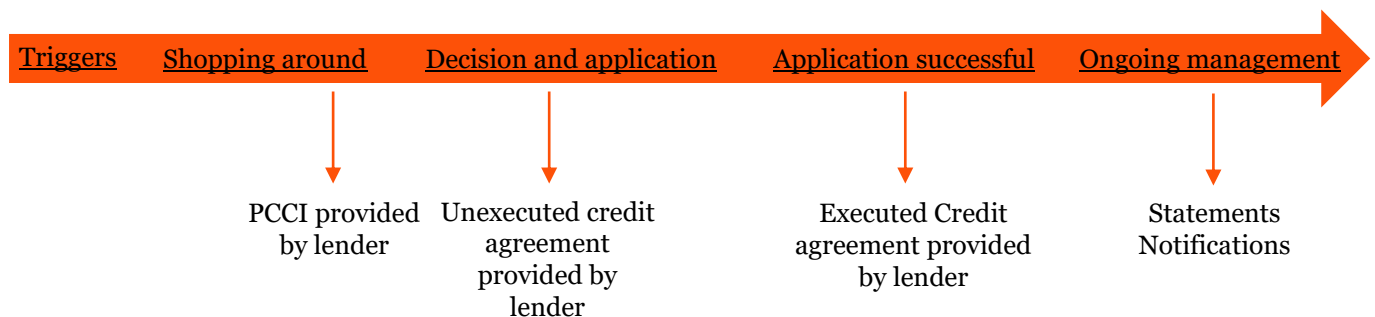 Triggers
Shopping around
Decision and application
Application successful
Ongoing management
PCCI provided
by lender
Unexecuted credit
agreement
provided by
lender
Executed Credit
agreement provided
by lender
Statements
Notifications